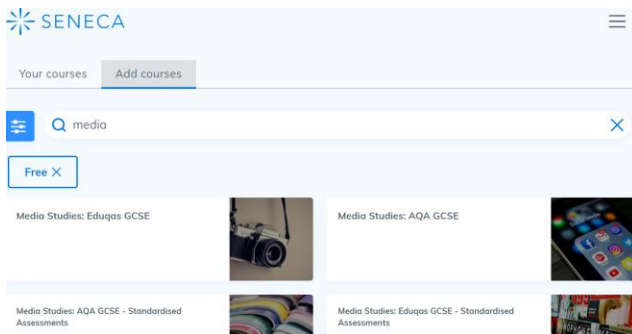 SENECA
Your courses
Add courses
media
Free
Media Studies: Eduqas GCSE
Media Studies: AQA GCSE
Media Studies: AQA GCSE - Standardised
Assessments
Media Studies: Eduqas GCSE - Standardised
Assessments